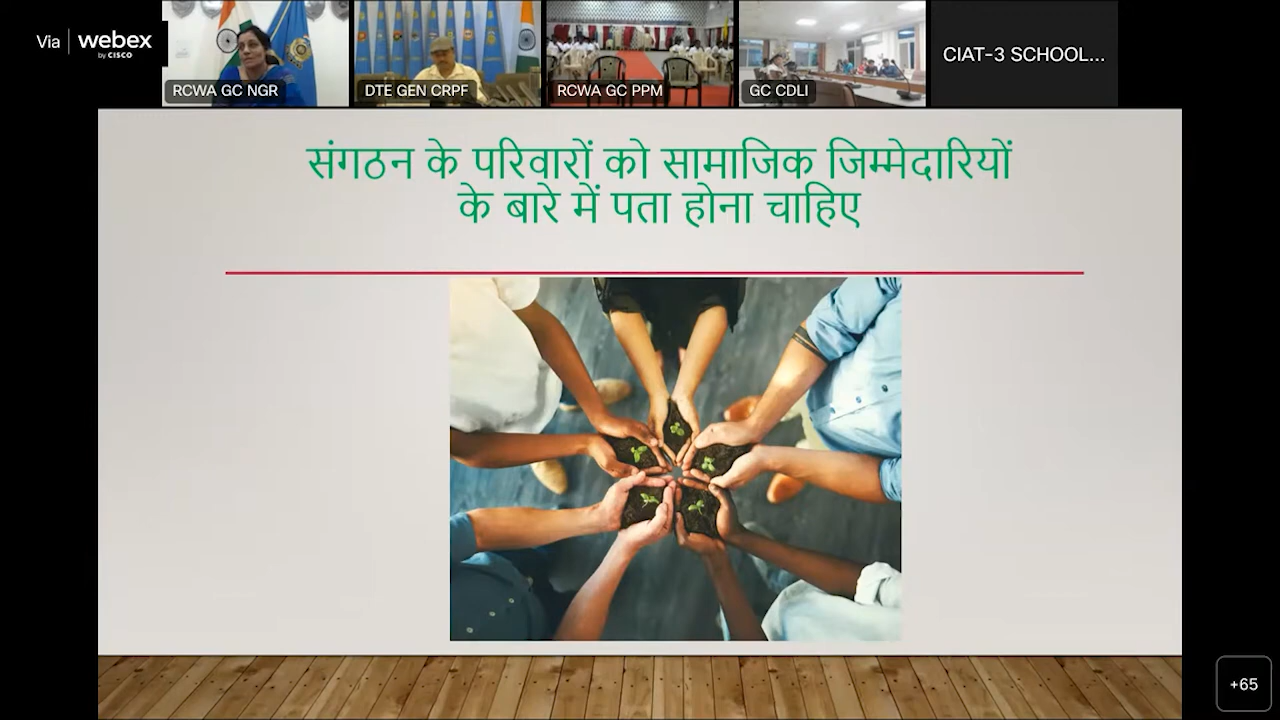 Via webex
by CISCO
RCWA GC NGR
DTE GEN CRPF
RCWA GC PPM
GC CDLI
CIAT-3 SCHOOL...
संगठन के परिवारों को सामाजिक जिम्मेदारियों
के बारे में पता होना चाहिए
+65